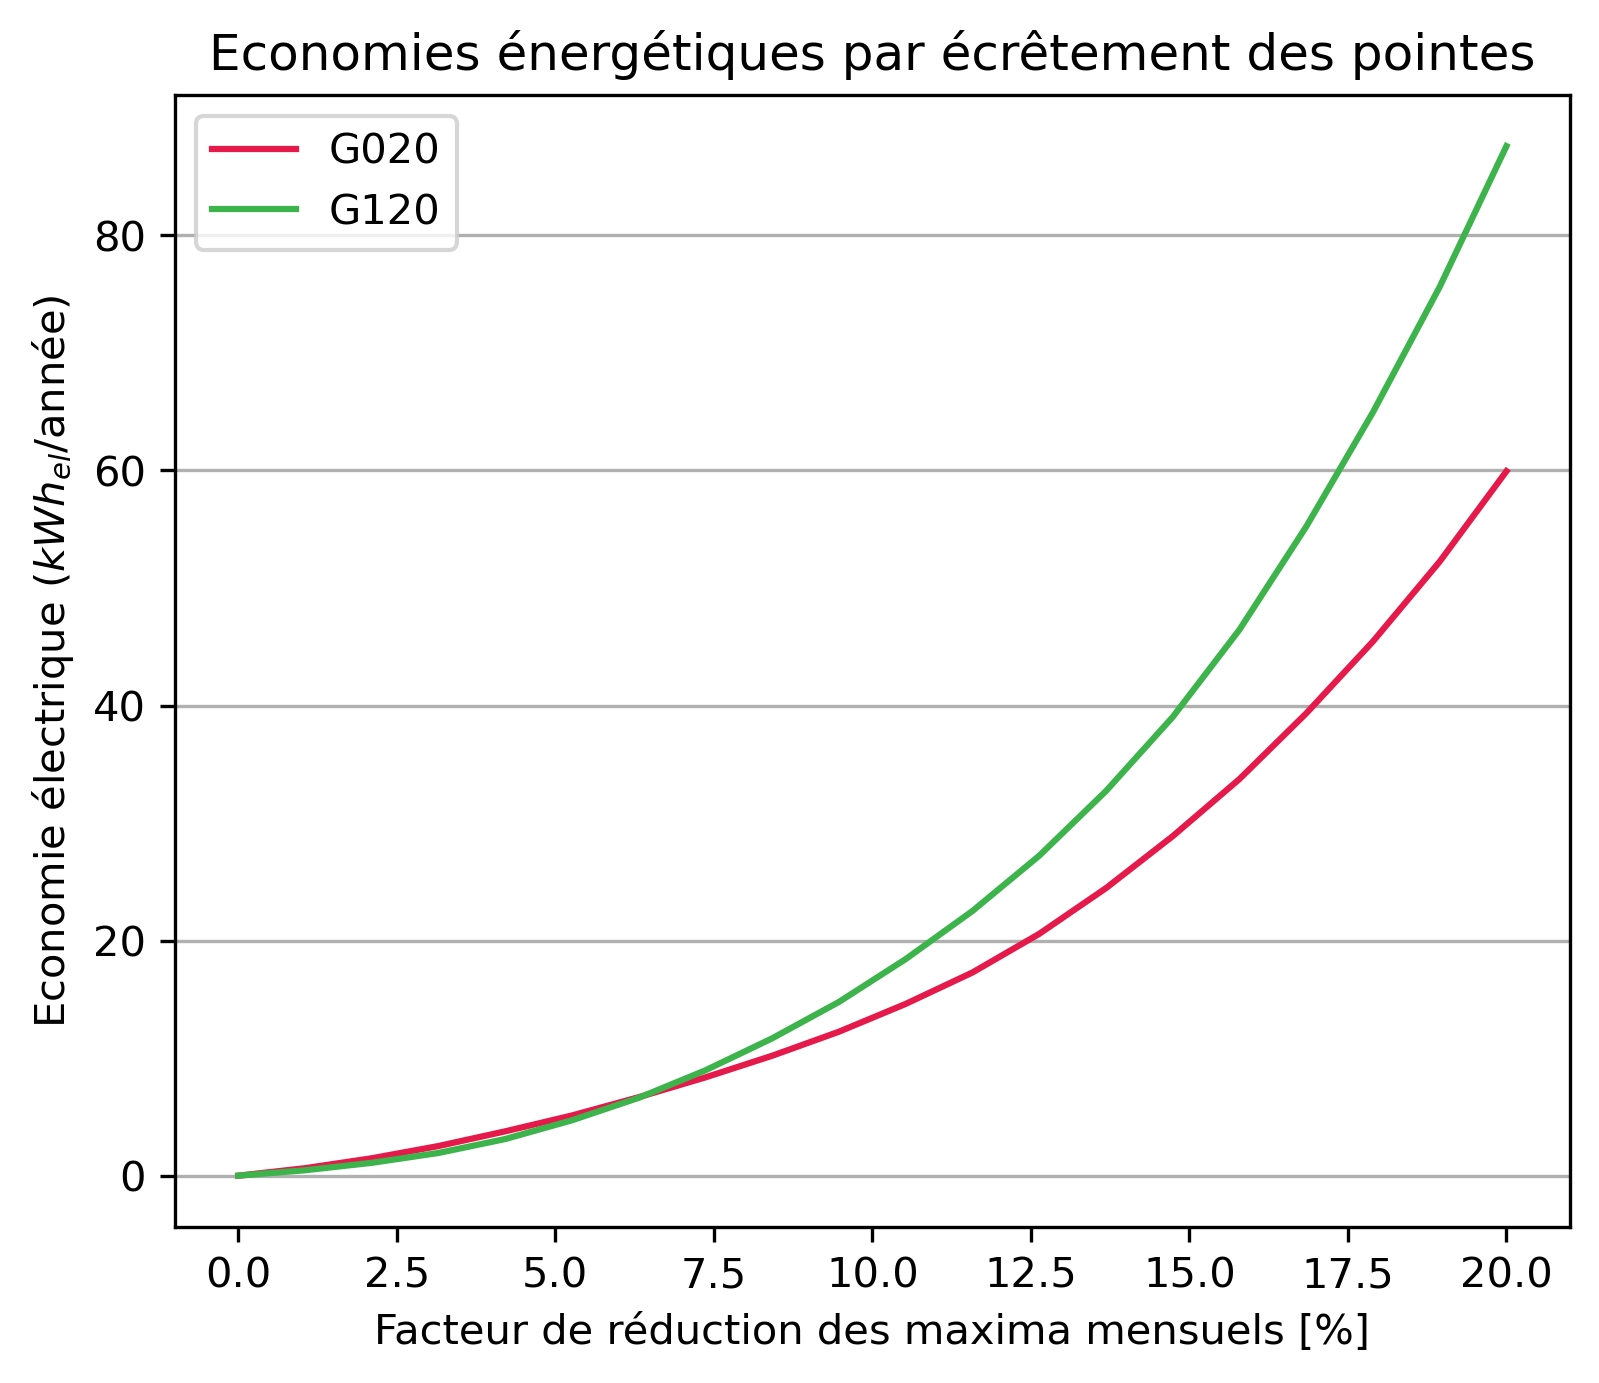 Economies énergétiques par écrêtement des pointes
G020
G120
80
60
40
20
0
Economie électrique (kWh_el/année)
0.0 2.5 5.0 7.5 10.0 12.5 15.0 17.5 20.0
Facteur de réduction des maxima mensuels [%]